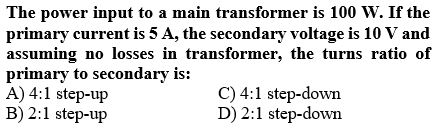 The power input to a main transformer is 100 W. If the
primary current is 5 A, the secondary voltage is 10 V and
assuming no losses in transformer, the turns ratio of
primary to secondary is:
A) 4:1 step-up C) 4:1 step-down
B) 2:1 step-up D) 2:1 step-down